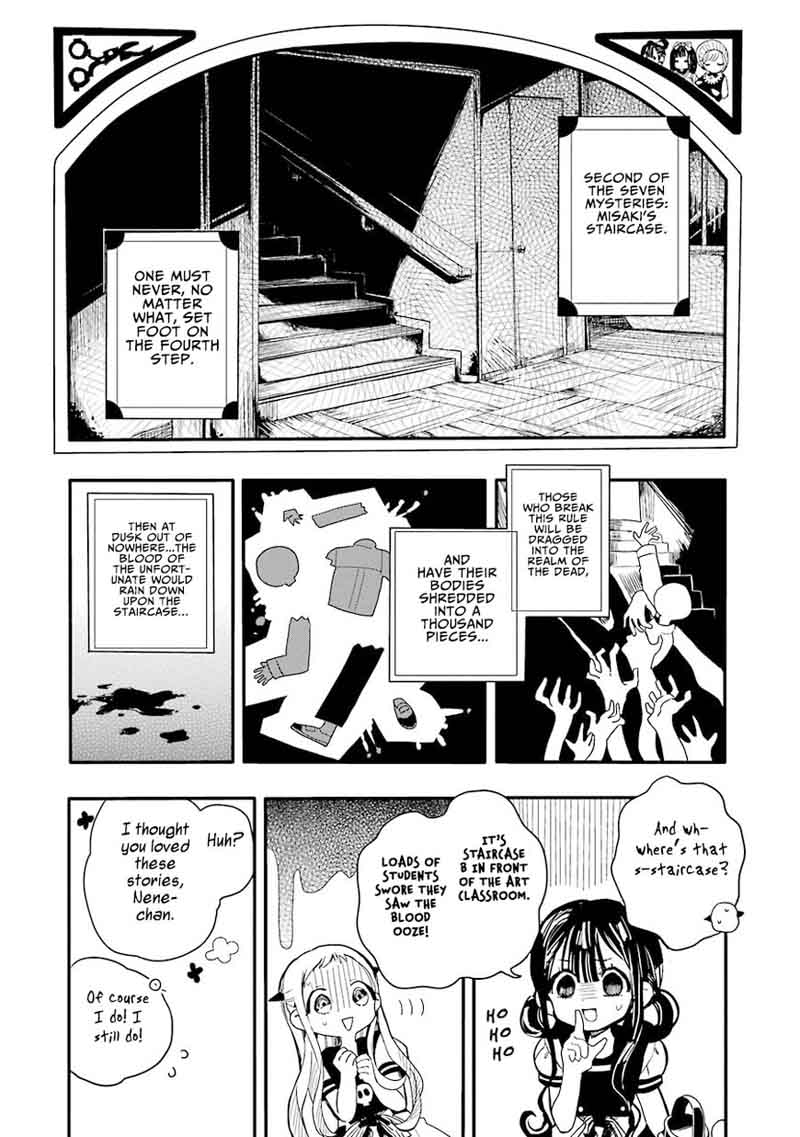 SECOND OF
THE SEVEN
MYSTERIES:
MISAKI'S
STAIRCASE.
ONE MUST
NEVER, NO
MATTER
WHAT, SET
FOOT ON
THE FOURTH
STEP.
THOSE
WHO BREAK
THIS RULE
WILL BE
DRAGGED
INTO THE
REALM OF
THE DEAD,
AND
HAVE THEIR
BODIES
SHREDDED
INTO A
THOUSAND
PIECES...
THEN AT
DUSK OUT OF
NOWHERE...THE
BLOOD OF
THE UNFORT-
UNATE WOULD
RAIN DOWN
UPON THE
STAIRCASE...
And wh-
where's that
s-staircase?
IT'S
STAIRCASE
B IN FRONT
OF THE ART
CLASSROOM.
LOADS OF
STUDENTS
SWORE THEY
SAW THE
BLOOD
OOZE!
HO
HO
HO
Huh?
I thought
you loved
these
stories,
Nene-
chan.
Of course
I do! I
still do!